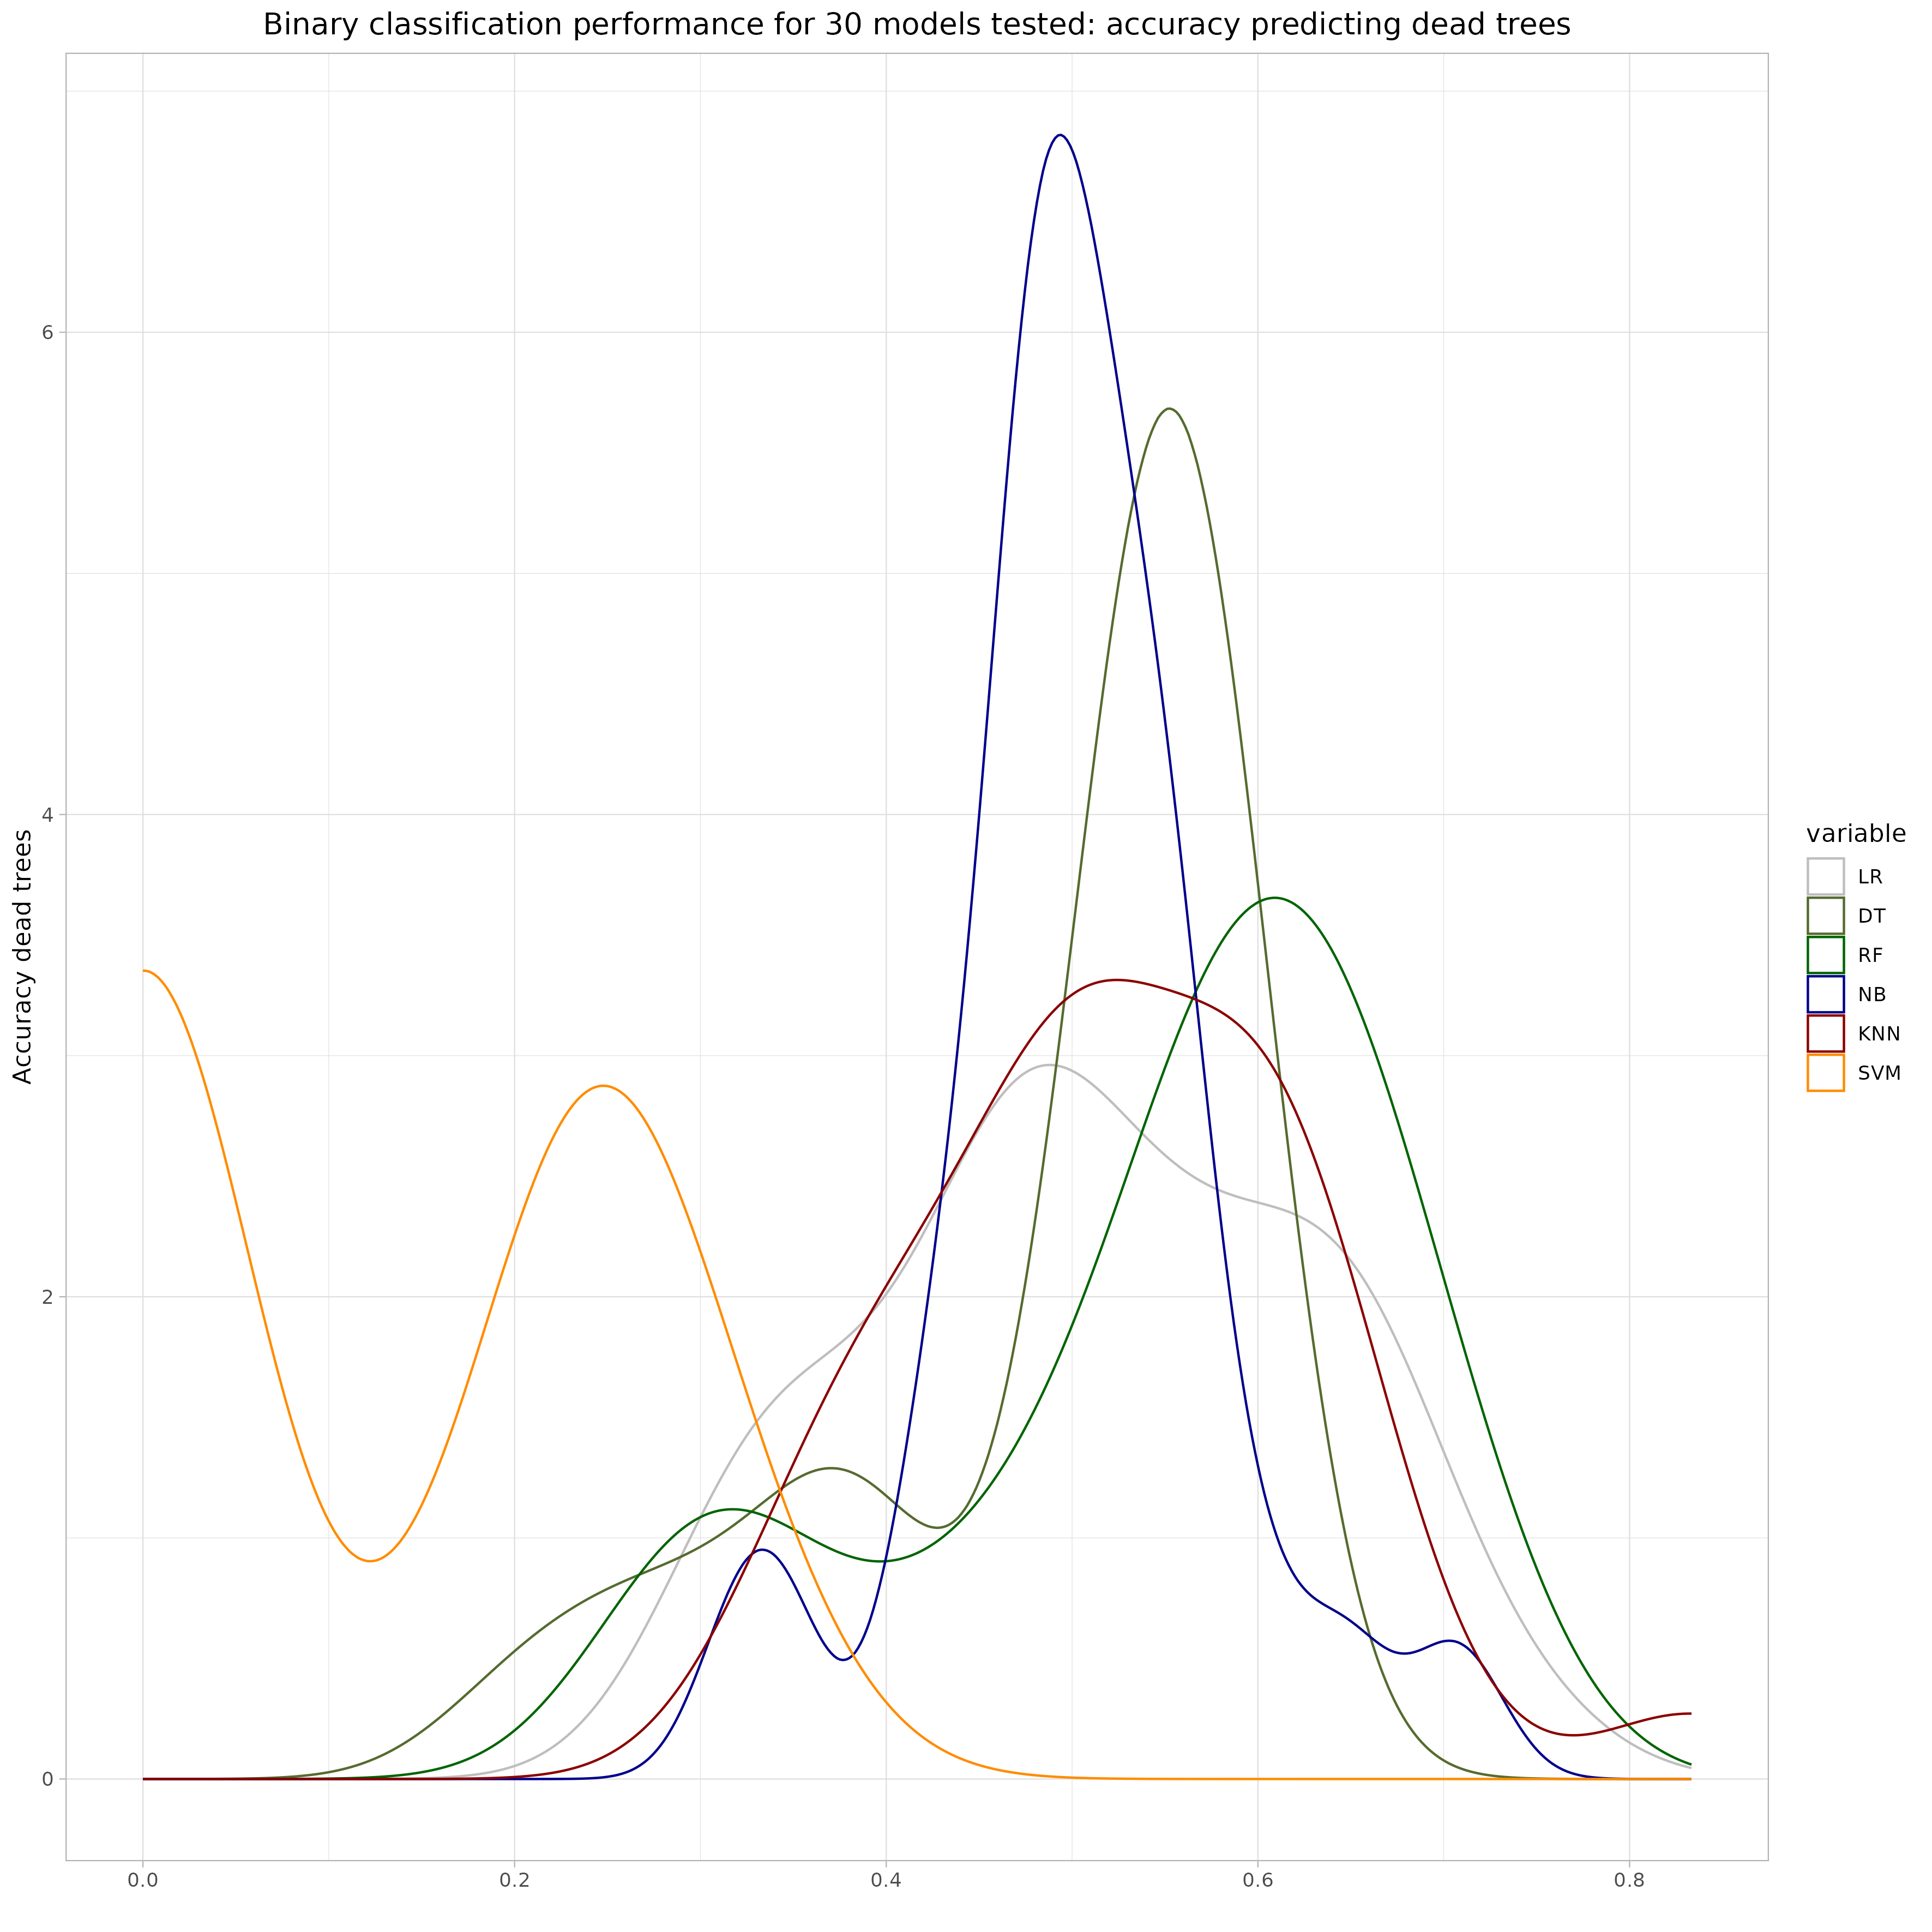 Binary classification performance for 30 models tested: accuracy predicting dead trees
Accuracy dead trees
6
4
2
0
0.0
0.2
0.4
0.6
0.8
variable
LR
DT
RF
NB
KNN
SVM